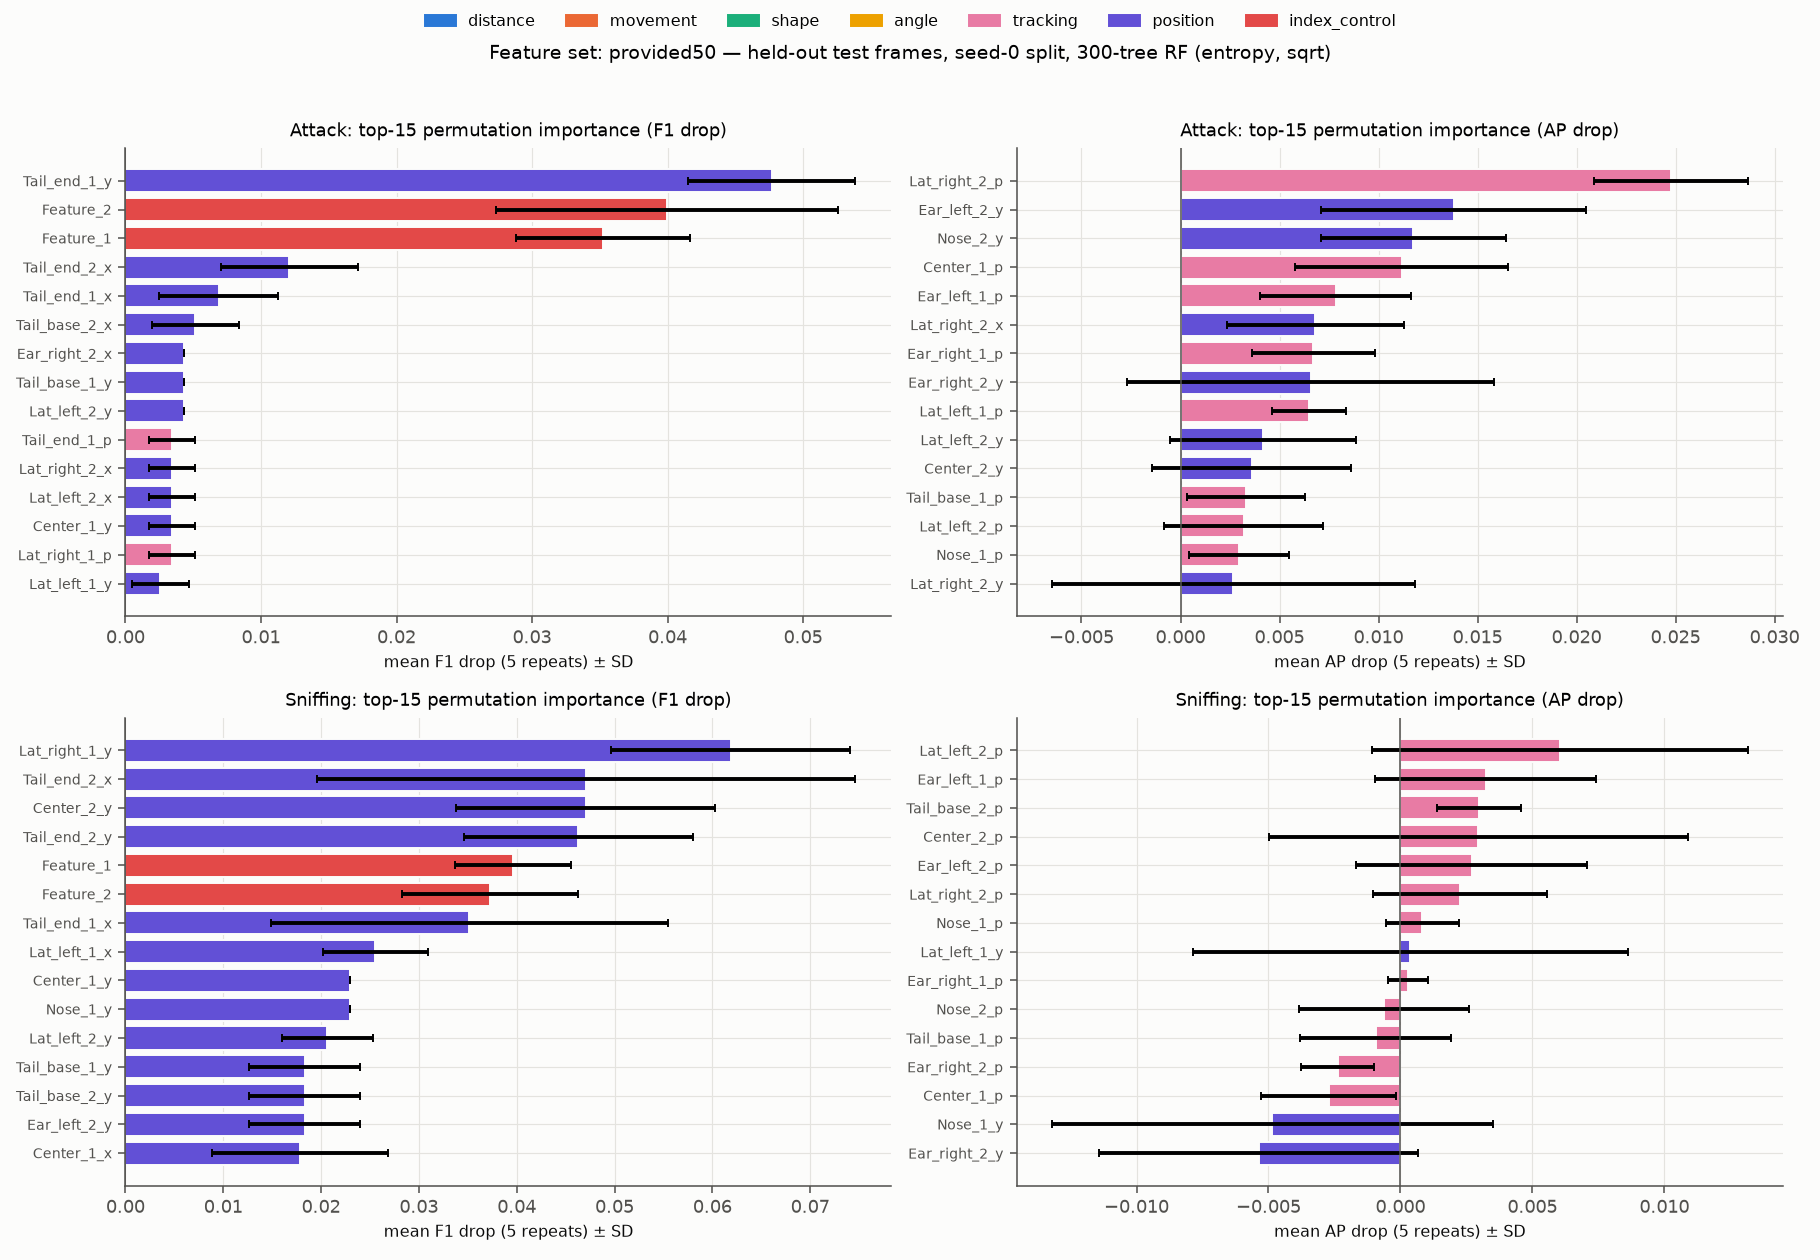 distance movement shape angle tracking position index_control
Feature set: provided50 — held-out test frames, seed-0 split, 300-tree RF (entropy, sqrt)
Attack: top-15 permutation importance (F1 drop)
Tail_end_1_y
Feature_2
Feature_1
Tail_end_2_x
Tail_end_1_x
Tail_base_2_x
Ear_right_2_x
Tail_base_1_y
Lat_left_2_y
Tail_end_1_p
Lat_right_2_x
Lat_left_2_x
Center_1_y
Lat_right_1_p
Lat_left_1_y
0.00 0.01 0.02 0.03 0.04 0.05
mean F1 drop (5 repeats) ± SD
Attack: top-15 permutation importance (AP drop)
Lat_right_2_p
Ear_left_2_y
Nose_2_y
Center_1_p
Ear_left_1_p
Lat_right_2_x
Ear_right_1_p
Ear_right_2_y
Lat_left_1_p
Lat_left_2_y
Center_2_y
Tail_base_1_p
Lat_left_2_p
Nose_1_p
Lat_right_2_y
−0.005 0.000 0.005 0.010 0.015 0.020 0.025 0.030
mean AP drop (5 repeats) ± SD
Sniffing: top-15 permutation importance (F1 drop)
Lat_right_1_y
Tail_end_2_x
Center_2_y
Tail_end_2_y
Feature_1
Feature_2
Tail_end_1_x
Lat_left_1_x
Center_1_y
Nose_1_y
Lat_left_2_y
Tail_base_1_y
Tail_base_2_y
Ear_left_2_y
Center_1_x
0.00 0.01 0.02 0.03 0.04 0.05 0.06 0.07
mean F1 drop (5 repeats) ± SD
Sniffing: top-15 permutation importance (AP drop)
Lat_left_2_p
Ear_left_1_p
Tail_base_2_p
Center_2_p
Ear_left_2_p
Lat_right_2_p
Nose_1_p
Lat_left_1_y
Ear_right_1_p
Nose_2_p
Tail_base_1_p
Ear_right_2_p
Center_1_p
Nose_1_y
Ear_right_2_y
−0.010 −0.005 0.000 0.005 0.010
mean AP drop (5 repeats) ± SD